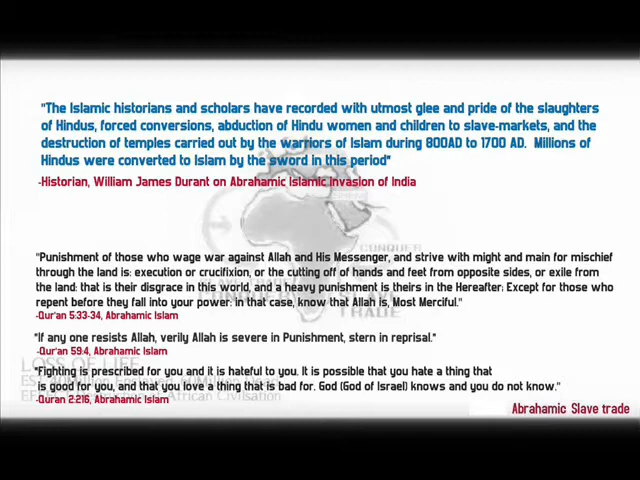 "The Islamic historians and scholars have recorded with utmost glee and pride of the slaughters
of Hindus, forced conversions, abduction of Hindu women and children to slave-markets, and the
destruction of temples carried out by the warriors of Islam during 800AD to 1700 AD. Millions of
Hindus were converted to Islam by the sword in this period"
-Historian, William James Durant on Abrahamic Islamic Invasion of India
CONQUER
"Punishment of those who wage war against Allah and His Messenger, and strive with might and main for mischief
through the land is: execution or crucifixion, or the cutting off of hands and feet from opposite sides, or exile from
the land: that is their disgrace in this world, and a heavy punishment is theirs in the Hereafter; Except for those who
repent before they fall into your power: in that case, know that Allah is, Most Merciful."
-Qur'an 5:33-34, Abrahamic Islam
CONQUER
SLAVE
TRADE
"If any one resists Allah, verily Allah is severe in Punishment, stern in reprisal."
-Qur'an 59:4, Abrahamic Islam
LOSS OF LIFE
"Fighting is prescribed for you and it is hateful to you. It is possible that you hate a thing that
is good for you, and that you love a thing that is bad for. God (God of Israel) knows and you do not know."
African Civilisation
-Quran 2:216, Abrahamic Islam
Abrahamic Slave trade